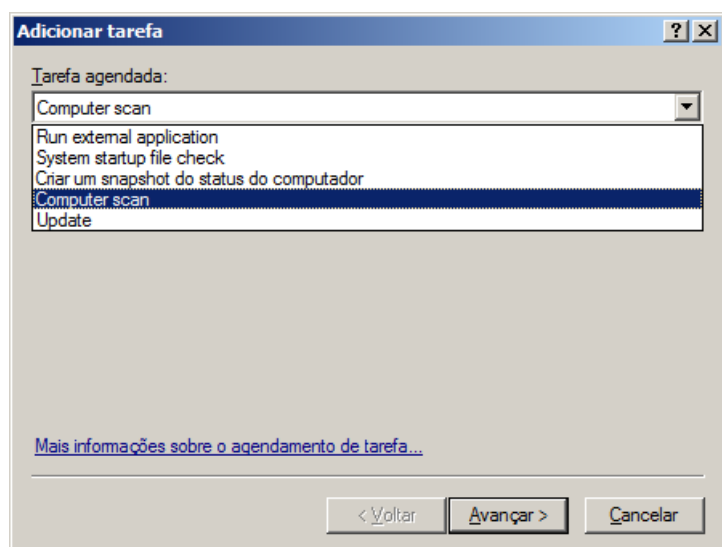 Adicionar tarefa
Tarefa agendada:
Computer scan
Run external application
System startup file check
Criar um snapshot do status do computador
Computer scan
Update
Mais informações sobre o agendamento de tarefa...
< Voltar
Avançar >
Cancelar